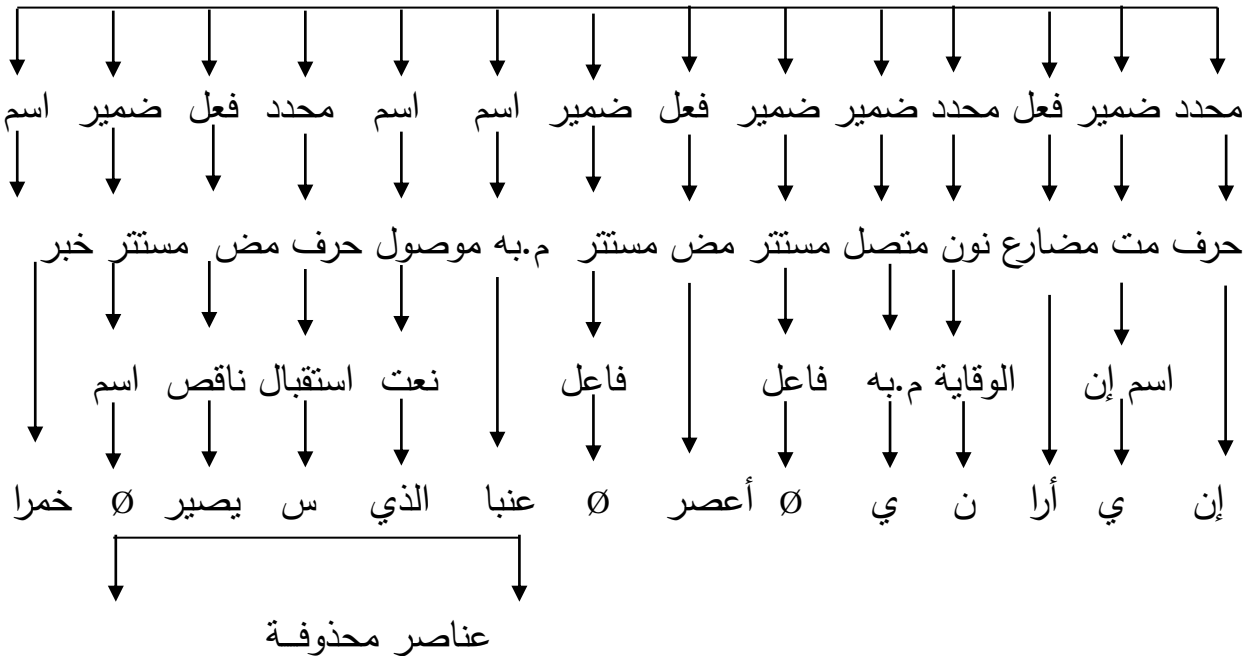 محدد ضمير فعل محدد ضمير ضمير فعل ضمير اسم اسم محدد فعل ضمير اسم
حرف مت مضارع نون متصل مستتر مض مستتر م.به موصول حرف مض مستتر خبر
اسم إن الوقاية م.به فاعل فاعل نعت استقبال ناقص اسم
إن ي أرا ن ي Ø أعصر Ø عنبا الذي س يصير Ø خمرا
عناصر محذوفــة